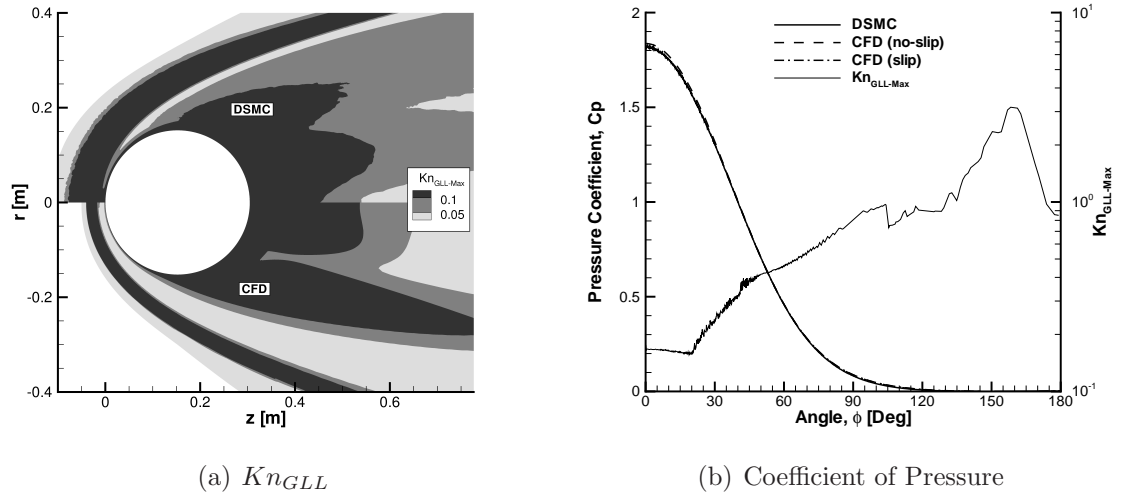 0.4
0.2
0
-0.2
-0.4
r [m]
0
0.2
0.4
0.6
z [m]
DSMC
CFD
Kn_GLL-Max
0.1
0.05
(a) Kn_GLL
2
1.5
1
0.5
0
Pressure Coefficient, Cp
DSMC
CFD (no-slip)
CFD (slip)
Kn_GLL-Max
10^1
10^0
10^-1
Kn_GLL-Max
0
30
60
90
120
150
180
Angle, ϕ [Deg]
(b) Coefficient of Pressure